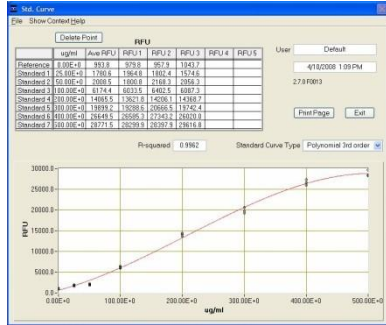 Std. Curve
File Show Context Help
Delete Point
RFU
User Default
ug/ml Ave RFU RFU 1 RFU 2 RFU 3 RFU 4 RFU 5
Reference 0.00E+0 993.8 979.8 957.9 1043.7
4/10/2008 1:09 PM
Standard 1 25.00E+0 1780.6 1964.8 1802.4 1574.6
Standard 2 50.00E+0 2008.5 1800.8 2168.3 2056.3
2.7.0 F0013
Standard 3 100.00E+0 6174.4 6033.5 6402.5 6087.3
Standard 4 200.00E+0 14065.5 13621.8 14206.1 14368.7
Standard 5 300.00E+0 19899.2 19288.6 20666.5 19742.4
Print Page Exit
Standard 6 400.00E+0 26649.5 26585.3 27343.2 26020.0
Standard 7 500.00E+0 28771.5 28299.9 28397.9 29616.8
R-squared 0.9962 Standard Curve Type Polynomial 3rd order
30000.0
25000.0
20000.0
RFU
15000.0
10000.0
5000.0
0.0
0.00E+0 100.00E+0 200.00E+0 300.00E+0 400.00E+0 500.00E+0
ug/ml